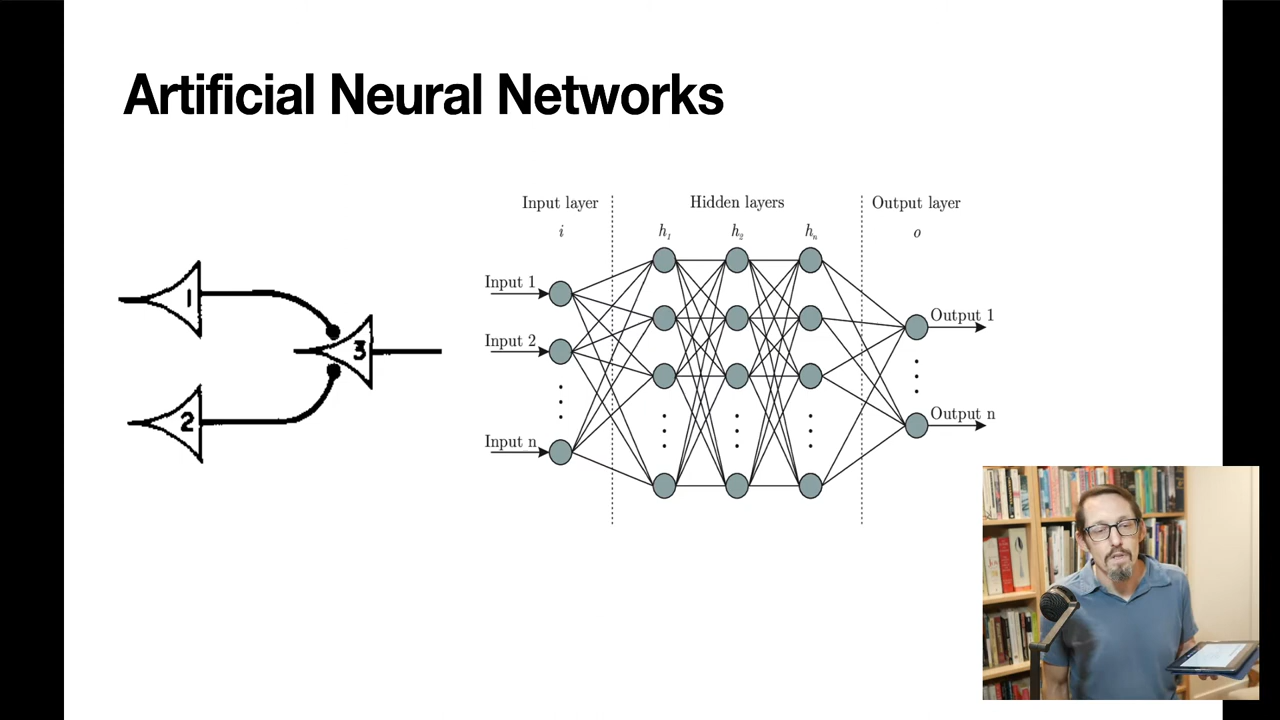 Artificial Neural Networks
1
2
3
Input layer
i
Hidden layers
h1
h2
hn
Output layer
o
Input 1
Input 2
Input n
Output 1
Output n